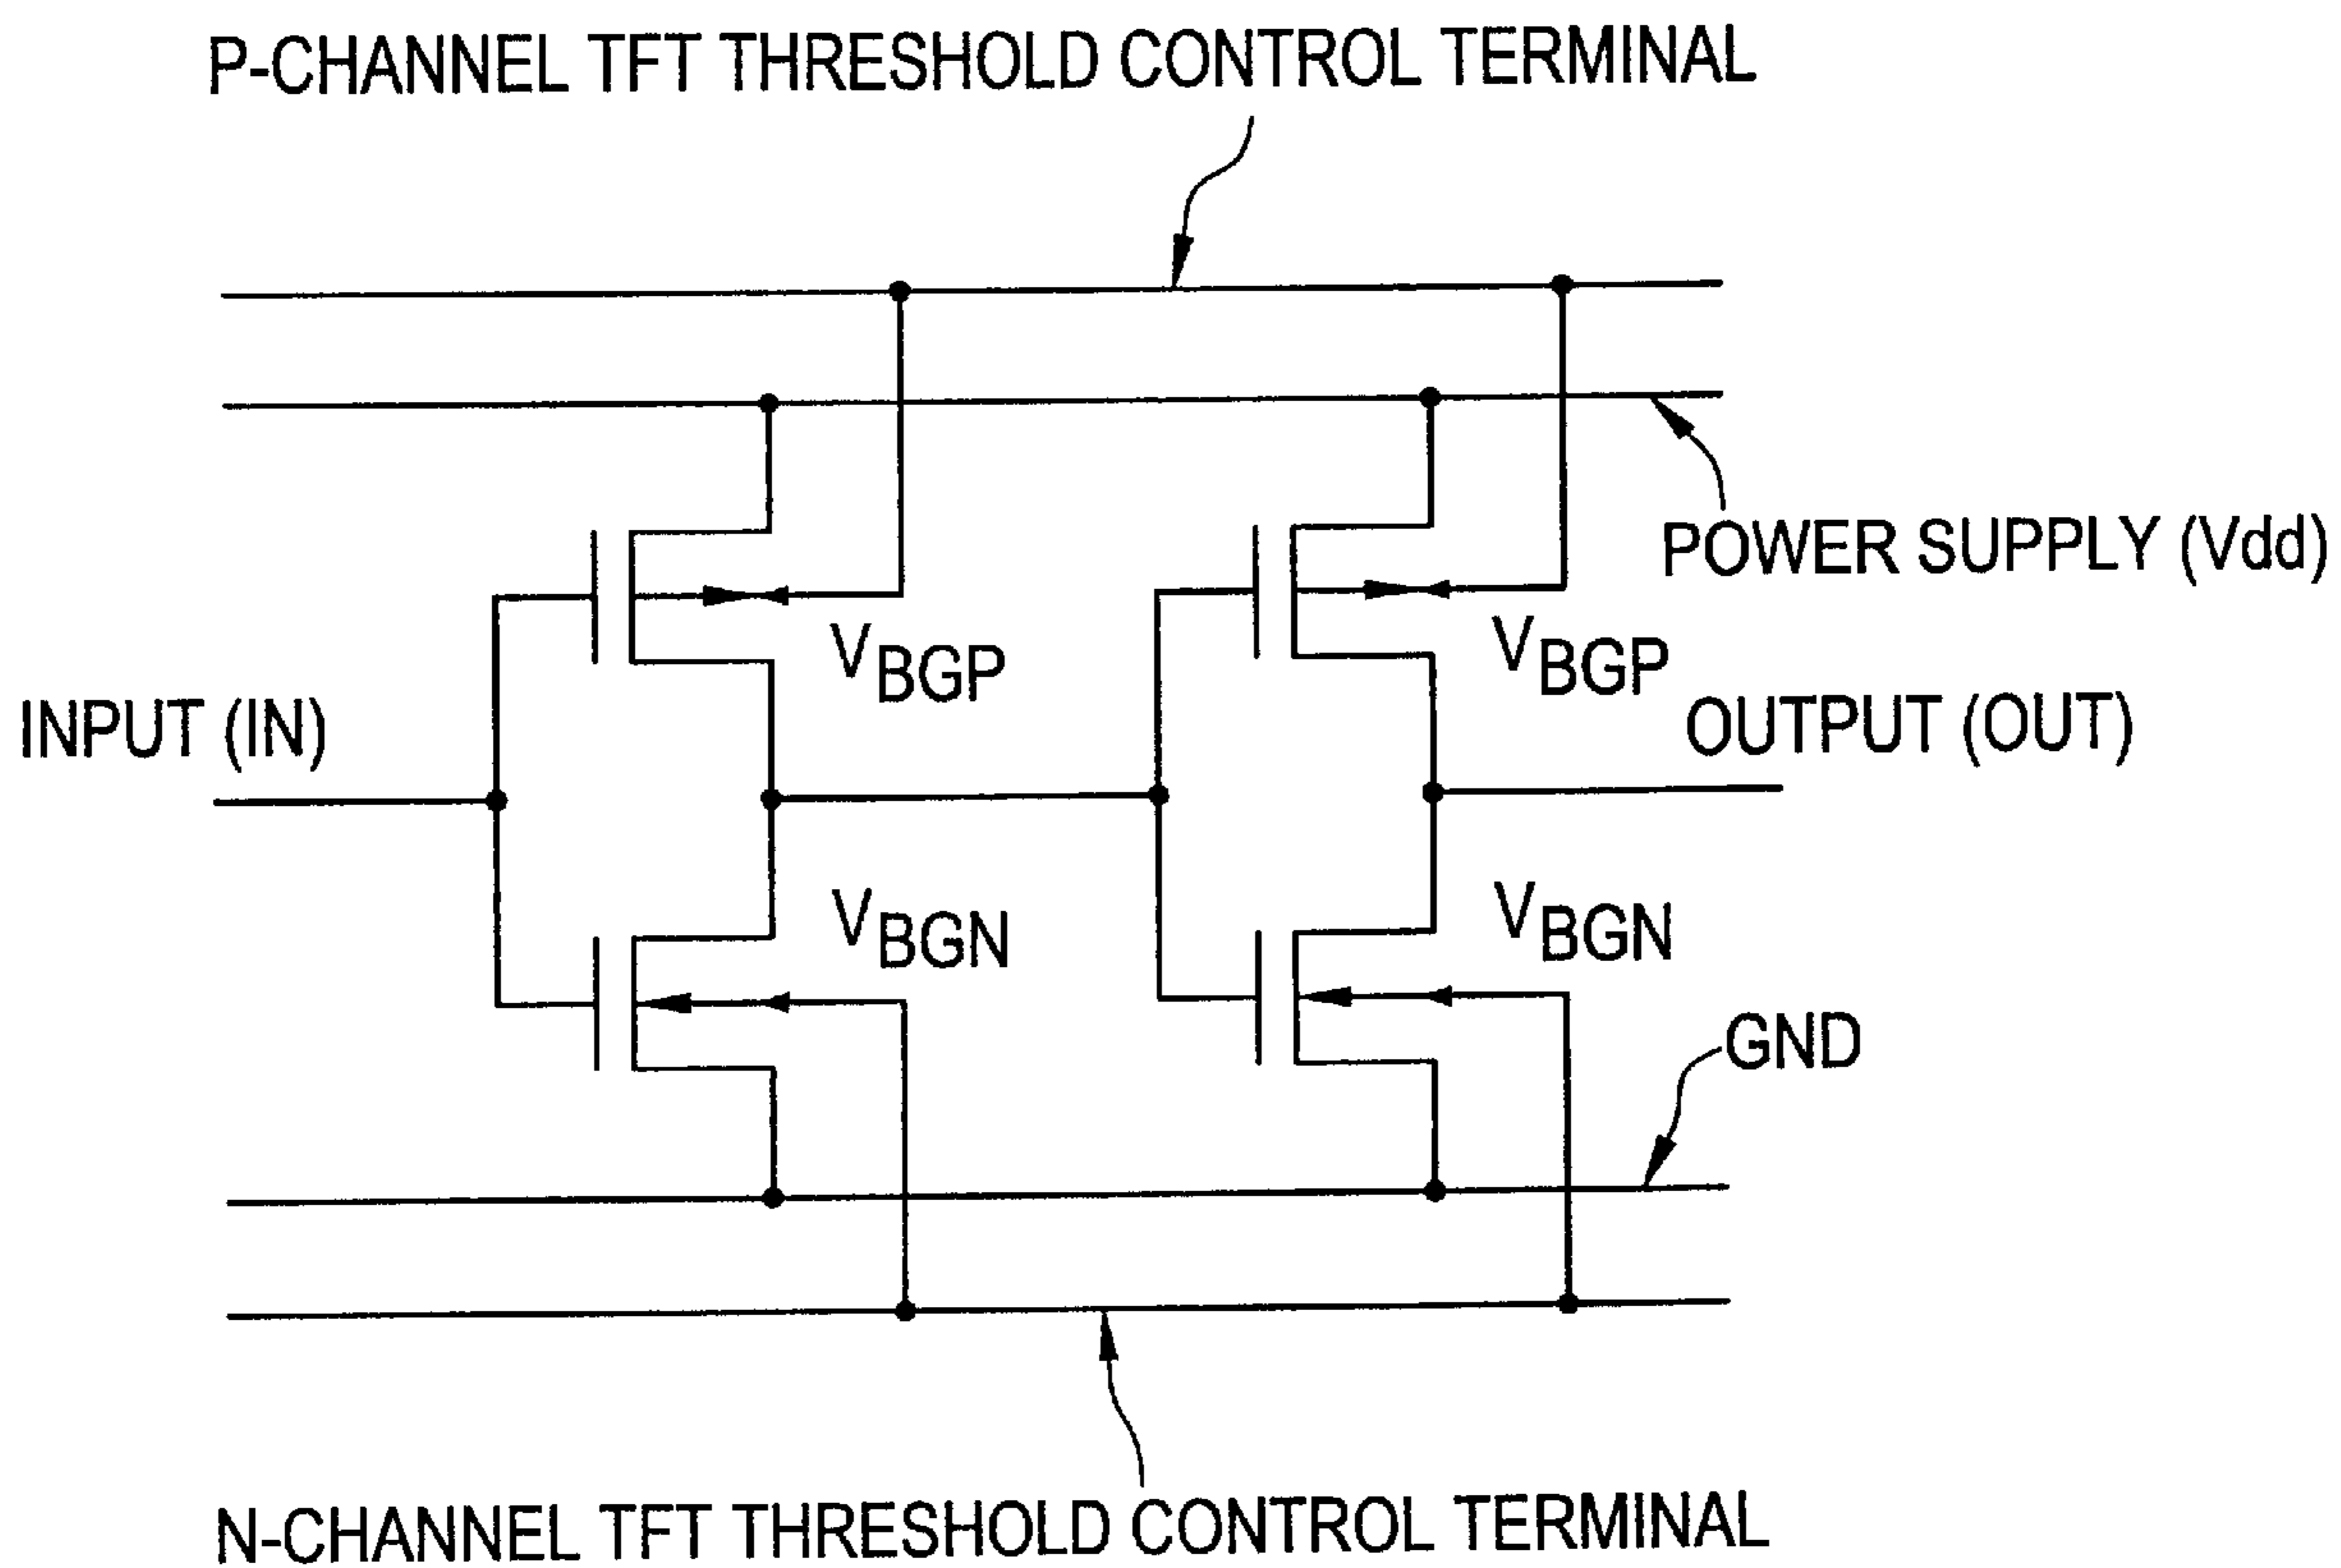 P-CHANNEL TFT THRESHOLD CONTROL TERMINAL
POWER SUPPLY (Vdd)
VBGP
VBGP
INPUT (IN)
OUTPUT (OUT)
VBGN
VBGN
GND
N-CHANNEL TFT THRESHOLD CONTROL TERMINAL